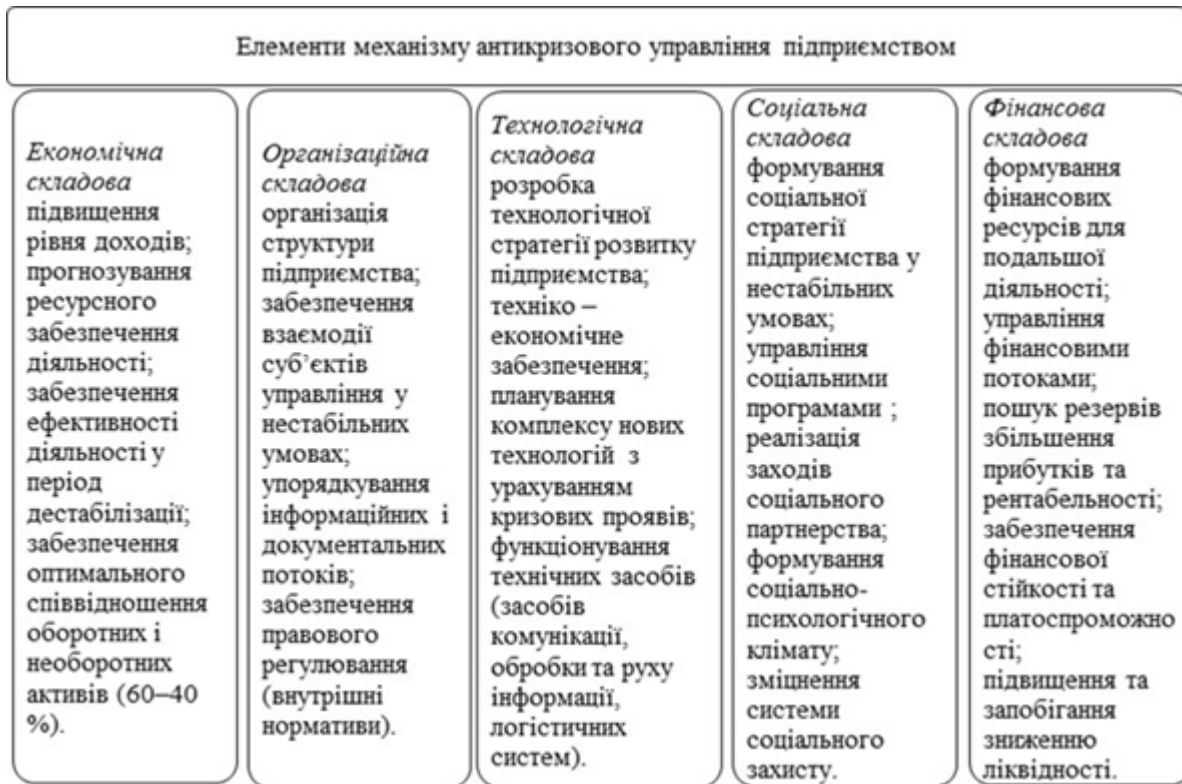 Елементи механізму антикризового управління підприємством
Економічна
складова
підвищення
рівня доходів;
прогнозування
ресурсного
забезпечення
діяльності;
забезпечення
ефективності
діяльності у
період
дестабілізації;
забезпечення
оптимального
співвідношення
оборотних і
необоротних
активів (60–40
%).
Організаційна
складова
організація
структури
підприємства;
забезпечення
взаємодії
суб’єктів
управління у
нестабільних
умовах;
упорядкування
інформаційних і
документальних
потоків;
забезпечення
правового
регулювання
(внутрішні
нормативи).
Технологічна
складова
розробка
технологічної
стратегії розвитку
підприємства;
техніко –
економічне
забезпечення;
планування
комплексу нових
технологій з
урахуванням
кризових проявів;
функціонування
технічних засобів
(засобів
комунікації,
обробки та руху
інформації,
логістичних
систем).
Соціальна
складова
формування
соціальної
стратегії
підприємства у
нестабільних
умовах;
управління
соціальними
програмами ;
реалізація
заходів
соціального
партнерства;
формування
соціально-
психологічного
клімату;
зміцнення
системи
соціального
захисту.
Фінансова
складова
формування
фінансових
ресурсів для
подальшої
діяльності;
управління
фінансовими
потоками;
пошук резервів
збільшення
прибутків та
рентабельності;
забезпечення
фінансової
стійкості та
платоспроможно
сті;
підвищення та
запобігання
зниженню
ліквідності.